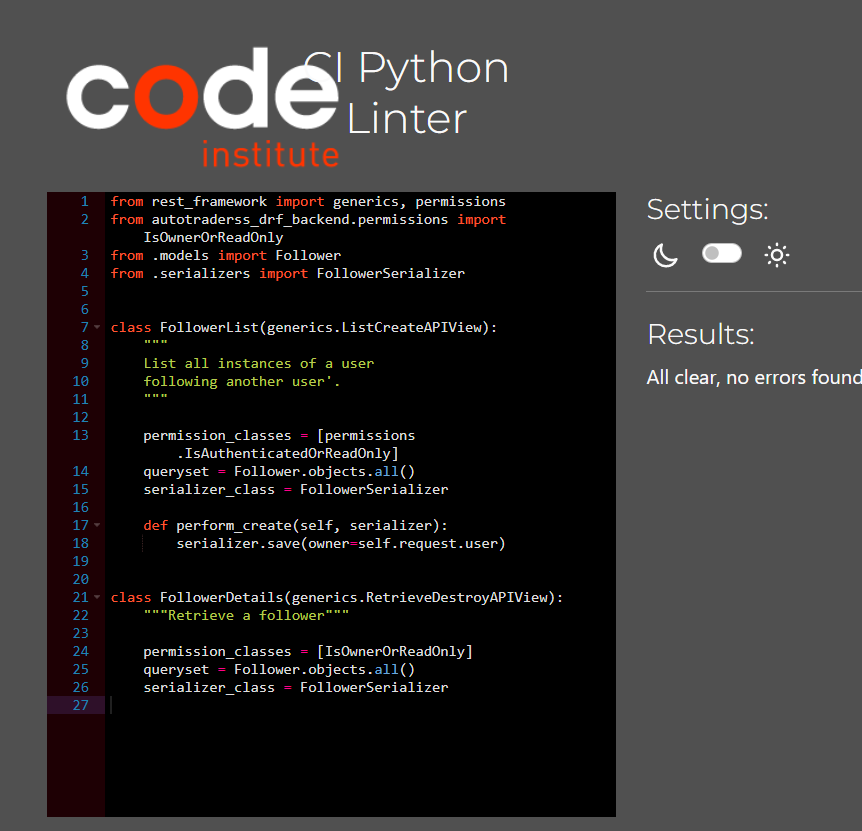 code
institute
CI Python
Linter
1 from rest_framework import generics, permissions
2 from autotraderss_drf_backend.permissions import
IsOwnerOrReadOnly
3 from .models import Follower
4 from .serializers import FollowerSerializer
5
6
7 class FollowerList(generics.ListCreateAPIView):
8 """
9 List all instances of a user
10 following another user'.
11 """
12
13 permission_classes = [permissions
.IsAuthenticatedOrReadOnly]
14 queryset = Follower.objects.all()
15 serializer_class = FollowerSerializer
16
17 def perform_create(self, serializer):
18 serializer.save(owner=self.request.user)
19
20
21 class FollowerDetails(generics.RetrieveDestroyAPIView):
22 """Retrieve a follower"""
23
24 permission_classes = [IsOwnerOrReadOnly]
25 queryset = Follower.objects.all()
26 serializer_class = FollowerSerializer
27
Settings:
Results:
All clear, no errors found